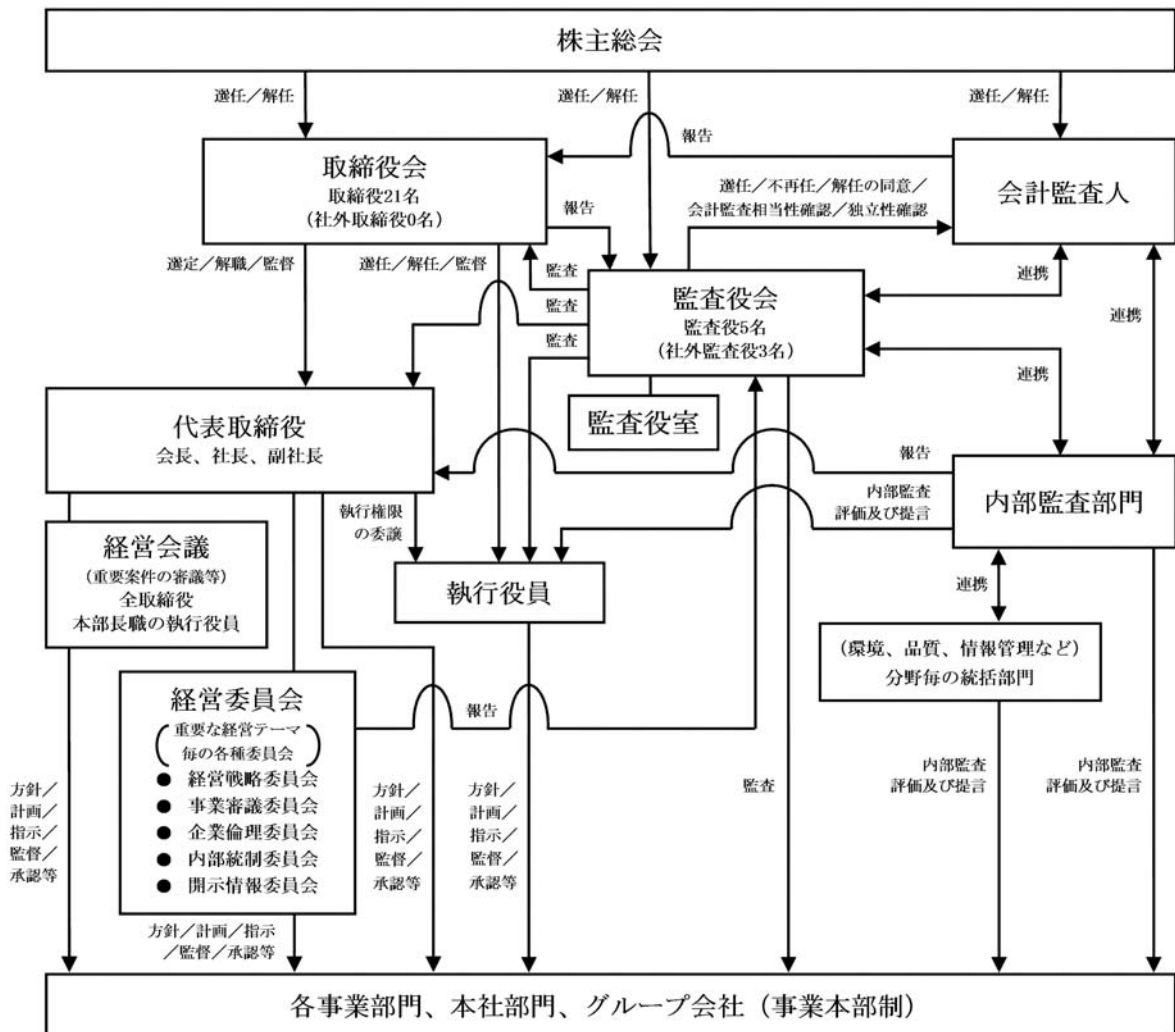 株主総会
選任／解任
選任／解任
選任／解任
報告
取締役会
取締役21名
（社外取締役0名）
会計監査人
選任／不再任／解任の同意／
会計監査相当性確認／独立性確認
報告
選定／解職／監督
選任／解任／監督
監査
監査
監査
監査役会
監査役5名
（社外監査役3名）
連携
連携
連携
監査役室
代表取締役
会長、社長、副社長
報告
内部監査
評価及び提言
内部監査部門
執行権限
の委譲
経営会議
（重要案件の審議等）
全取締役
本部長職の執行役員
執行役員
連携
（環境、品質、情報管理など）
分野毎の統括部門
経営委員会
（重要な経営テーマ
毎の各種委員会）
● 経営戦略委員会
● 事業審議委員会
● 企業倫理委員会
● 内部統制委員会
● 開示情報委員会
報告
方針／
計画／
指示／
監督／
承認等
方針／
計画／
指示／
監督／
承認等
方針／
計画／
指示／
監督／
承認等
監査
内部監査
評価及び提言
内部監査
評価及び提言
方針／計画／指示
／監督／承認等
各事業部門、本社部門、グループ会社（事業本部制）